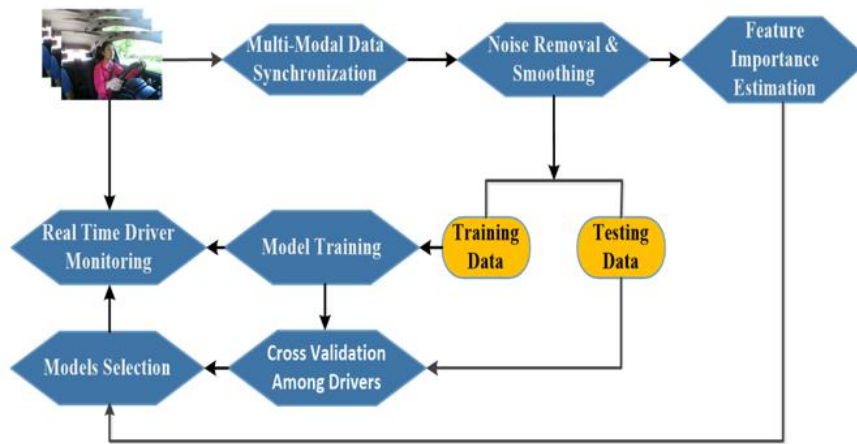 Multi-Modal Data
Synchronization
Noise Removal &
Smoothing
Feature
Importance
Estimation
Real Time Driver
Monitoring
Model Training
Training
Data
Testing
Data
Models Selection
Cross Validation
Among Drivers